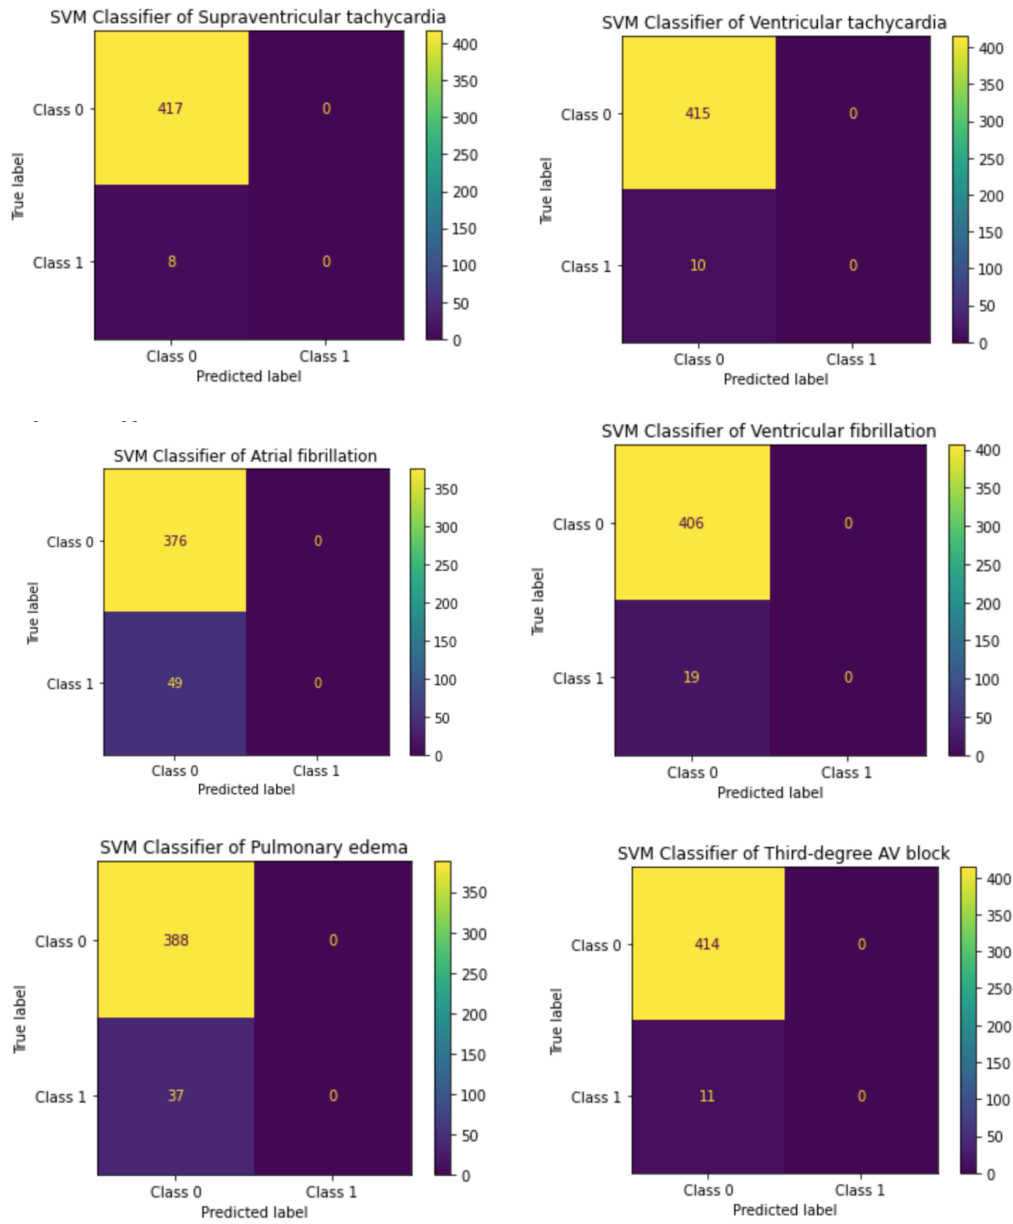 SVM Classifier of Supraventricular tachycardia
400
350
300
250
200
150
100
50
0
Class 0
417
0
Class 1
8
0
True label
Class 0
Class 1
Predicted label
SVM Classifier of Ventricular tachycardia
400
350
300
250
200
150
100
50
0
Class 0
415
0
Class 1
10
0
True label
Class 0
Class 1
Predicted label
SVM Classifier of Atrial fibrillation
350
300
250
200
150
100
50
0
Class 0
376
0
Class 1
49
0
True label
Class 0
Class 1
Predicted label
SVM Classifier of Ventricular fibrillation
400
350
300
250
200
150
100
50
0
Class 0
406
0
Class 1
19
0
True label
Class 0
Class 1
Predicted label
SVM Classifier of Pulmonary edema
350
300
250
200
150
100
50
0
Class 0
388
0
Class 1
37
0
True label
Class 0
Class 1
Predicted label
SVM Classifier of Third-degree AV block
400
350
300
250
200
150
100
50
0
Class 0
414
0
Class 1
11
0
True label
Class 0
Class 1
Predicted label